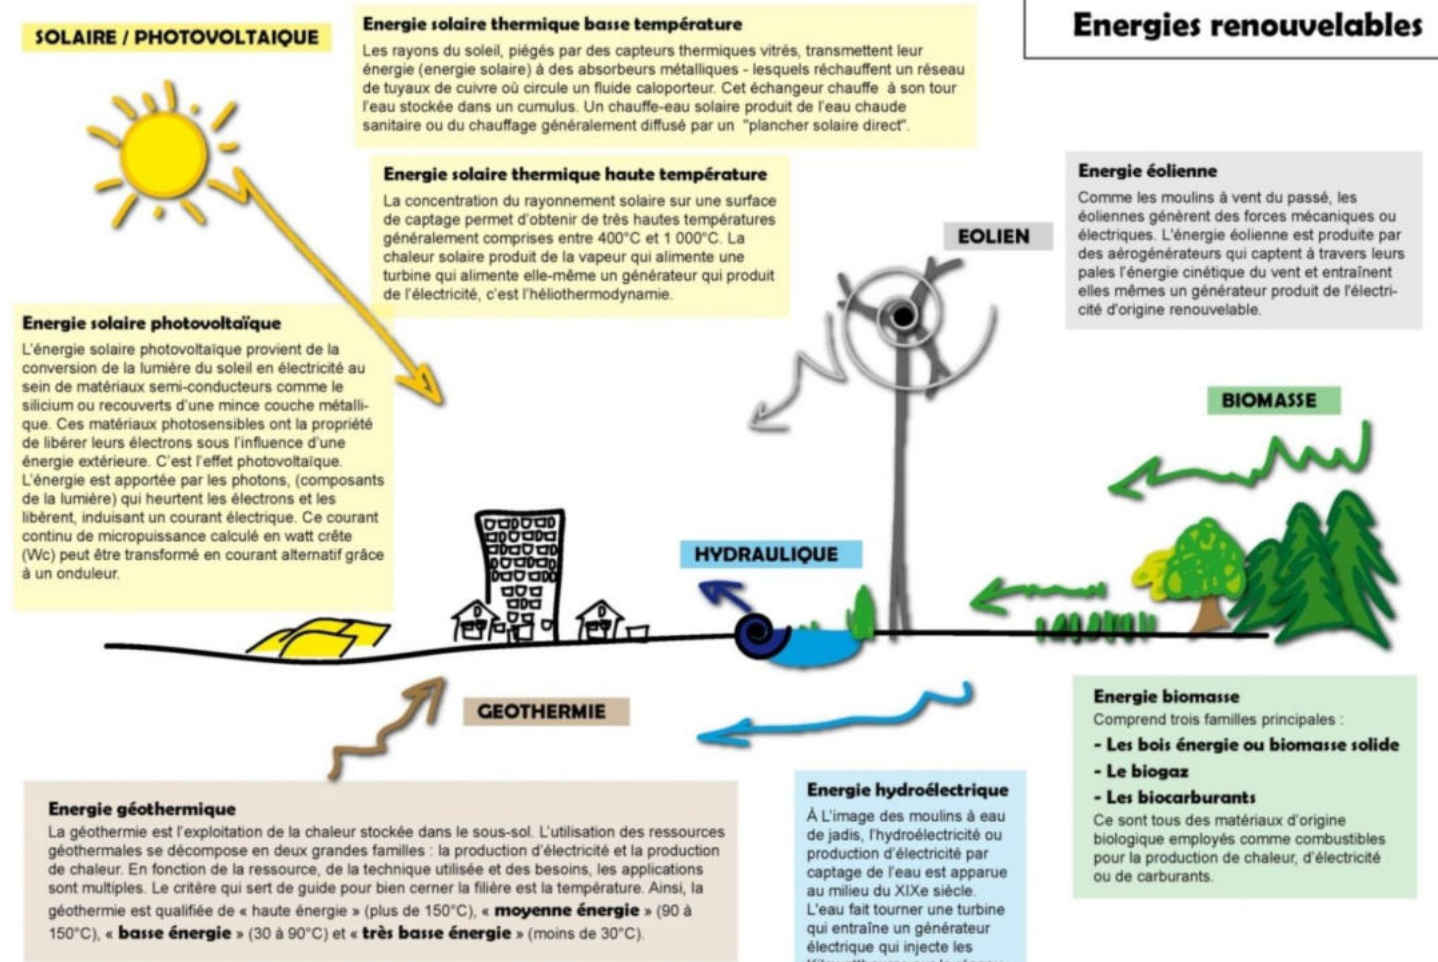 Energies renouvelables
SOLAIRE / PHOTOVOLTAIQUE
Energie solaire thermique basse température
Les rayons du soleil, piégés par des capteurs thermiques vitrés, transmettent leur
énergie (energie solaire) à des absorbeurs métalliques - lesquels réchauffent un réseau
de tuyaux de cuivre où circule un fluide caloporteur. Cet échangeur chauffe à son tour
l'eau stockée dans un cumulus. Un chauffe-eau solaire produit de l'eau chaude
sanitaire ou du chauffage généralement diffusé par un "plancher solaire direct".
Energie solaire thermique haute température
La concentration du rayonnement solaire sur une surface
de captage permet d'obtenir de très hautes températures
généralement comprises entre 400°C et 1 000°C. La
chaleur solaire produit de la vapeur qui alimente une
turbine qui alimente elle-même un générateur qui produit
de l'électricité, c'est l'héliothermodynamie.
Energie solaire photovoltaïque
L'énergie solaire photovoltaïque provient de la
conversion de la lumière du soleil en électricité au
sein de matériaux semi-conducteurs comme le
silicium ou recouverts d'une mince couche métalli-
que. Ces matériaux photosensibles ont la propriété
de libérer leurs électrons sous l'influence d'une
énergie extérieure. C'est l'effet photovoltaïque.
L'énergie est apportée par les photons, (composants
de la lumière) qui heurtent les électrons et les
libèrent, induisant un courant électrique. Ce courant
continu de micropuissance calculé en watt crête
(Wc) peut être transformé en courant alternatif grâce
à un onduleur.
EOLIEN
Energie éolienne
Comme les moulins à vent du passé, les
éoliennes génèrent des forces mécaniques ou
électriques. L'énergie éolienne est produite par
des aérogénérateurs qui captent à travers leurs
pales l'énergie cinétique du vent et entraînent
elles mêmes un générateur produit de l'électri-
cité d'origine renouvelable.
BIOMASSE
HYDRAULIQUE
GEOTHERMIE
Energie biomasse
Comprend trois familles principales :
- Les bois énergie ou biomasse solide
- Le biogaz
- Les biocarburants
Ce sont tous des matériaux d'origine
biologique employés comme combustibles
pour la production de chaleur, d'électricité
ou de carburants.
Energie géothermique
La géothermie est l'exploitation de la chaleur stockée dans le sous-sol. L'utilisation des ressources
géothermales se décompose en deux grandes familles : la production d'électricité et la production
de chaleur. En fonction de la ressource, de la technique utilisée et des besoins, les applications
sont multiples. Le critère qui sert de guide pour bien cerner la filière est la température. Ainsi, la
géothermie est qualifiée de « haute énergie » (plus de 150°C), « moyenne énergie » (90 à
150°C), « basse énergie » (30 à 90°C) et « très basse énergie » (moins de 30°C).
Energie hydroélectrique
À L'image des moulins à eau
de jadis, l'hydroélectricité ou
production d'électricité par
captage de l'eau est apparue
au milieu du XIXe siècle.
L'eau fait tourner une turbine
qui entraîne un générateur
électrique qui injecte les